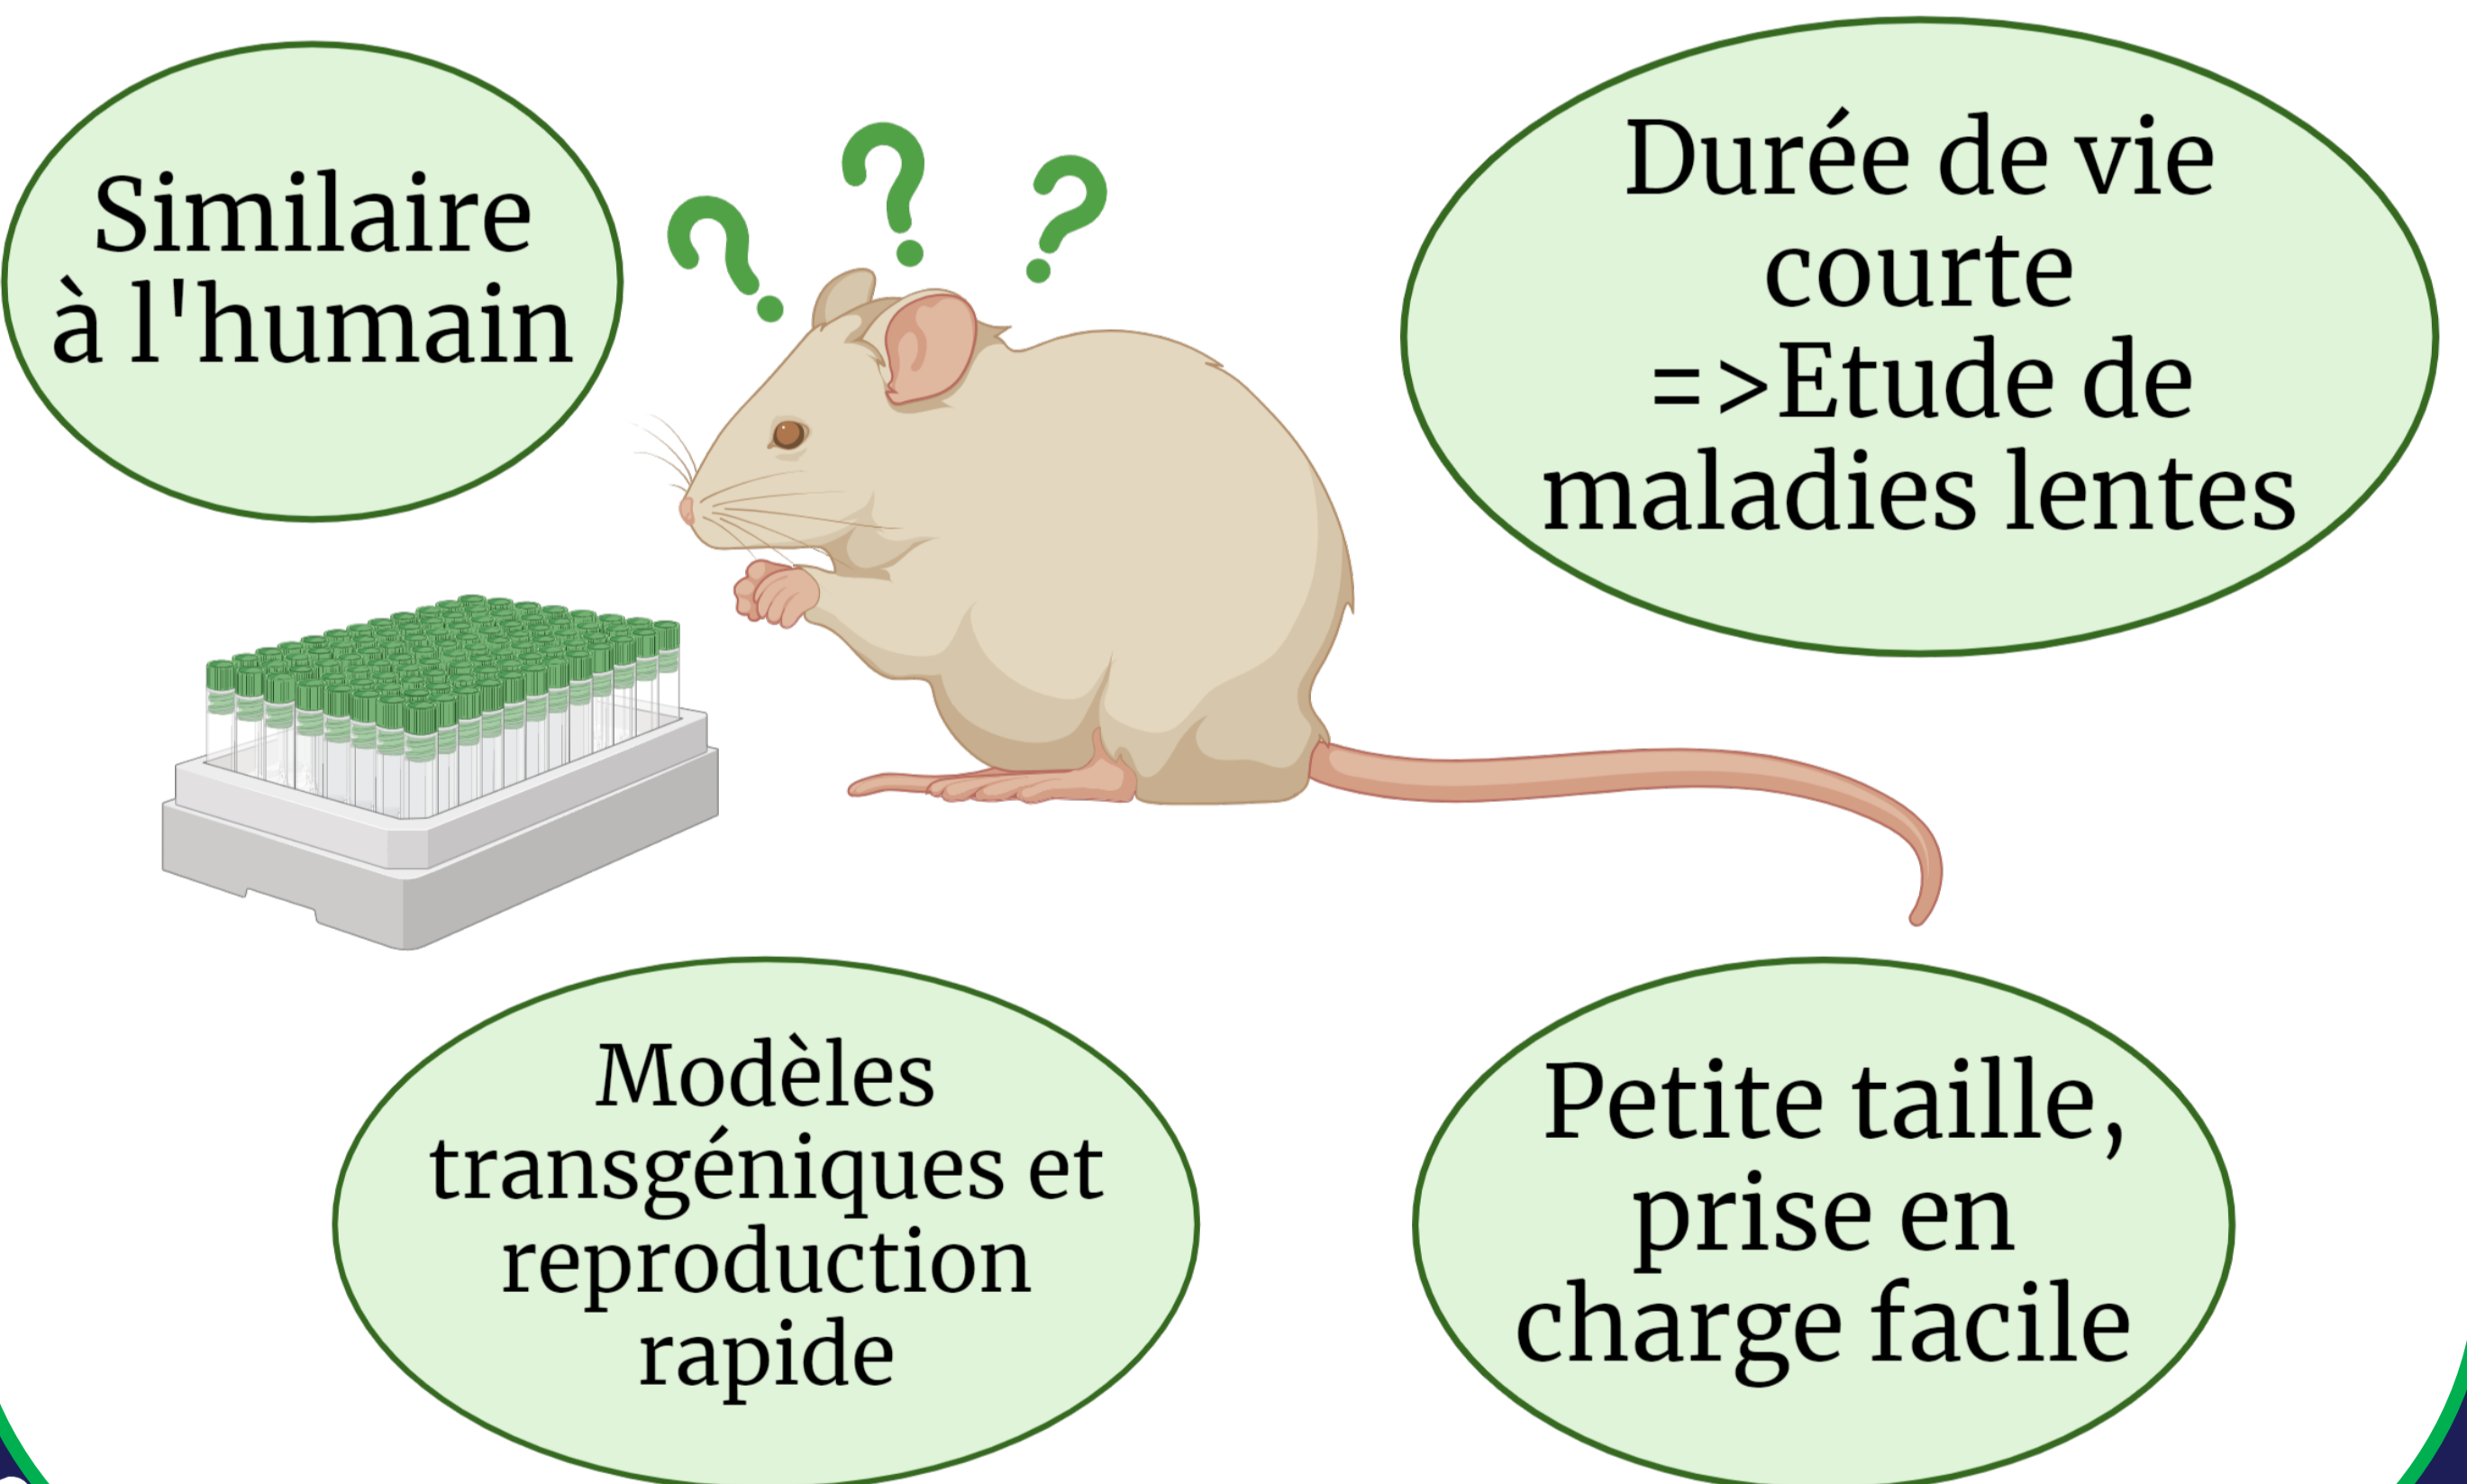 Similaire
à l'humain
Durée de vie
courte
=>Etude de
maladies lentes
Modèles
transgéniques et
reproduction
rapide
Petite taille,
prise en
charge facile